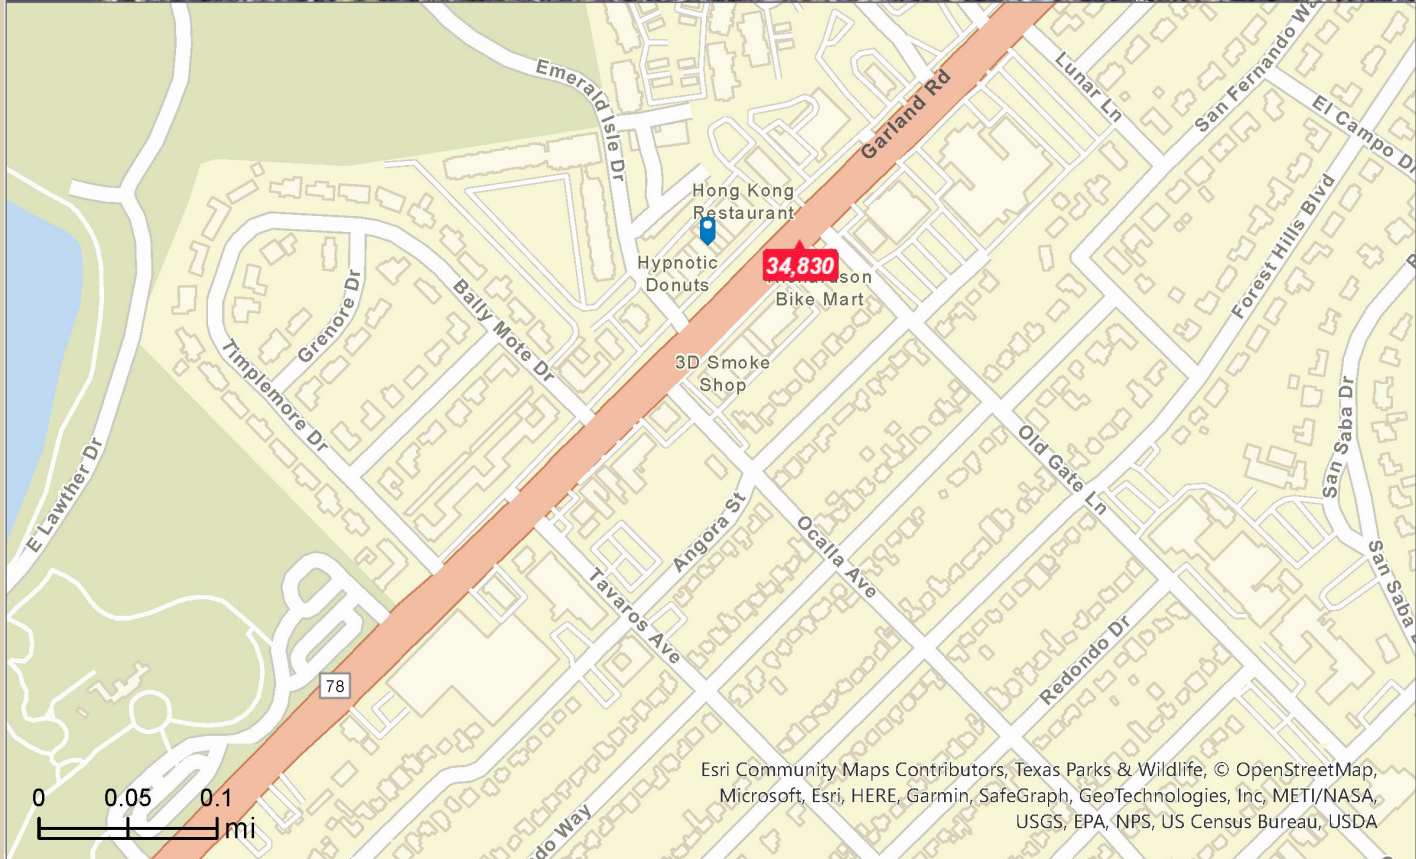 Emerald Isle Dr
Garland Rd
Lunar Ln
San Fernando Wa
El Campo D
Hong Kong
Restaurant
Forest Hills Blvd
Hypnotic
Donuts
34,830
Bike Mart
Grenore Dr
Bally Mote Dr
Timplemore Dr
3D Smoke
Shop
E Lawther Dr
Old Gate Ln
San Saba Dr
Angora St
Ocalla Ave
San Saba
Tavaros Ave
Redondo Dr
78
do Way
0 0.05 0.1
mi
Esri Community Maps Contributors, Texas Parks & Wildlife, © OpenStreetMap,
Microsoft, Esri, HERE, Garmin, SafeGraph, GeoTechnologies, Inc, METI/NASA,
USGS, EPA, NPS, US Census Bureau, USDA